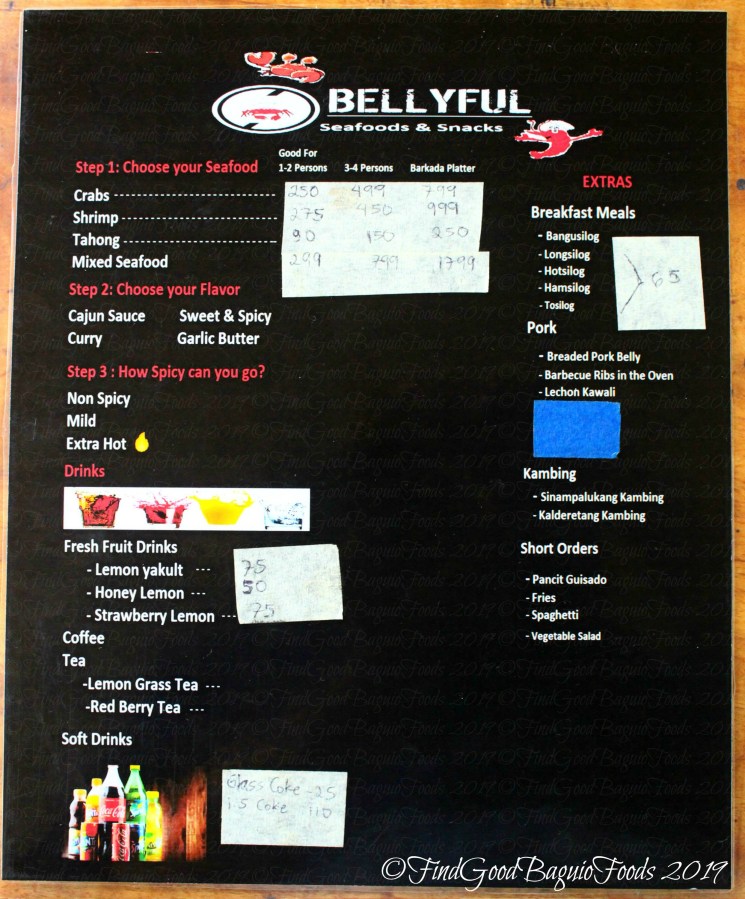 BELLYFUL
Seafoods & Snacks
Step 1: Choose your Seafood
Good For
1-2 Persons 3-4 Persons Barkada Platter
Crabs ---------------------------- 250 499 799
Shrimp --------------------------- 275 450 999
Tahong --------------------------- 90 150 250
Mixed Seafood 299 799 1799
Step 2: Choose your Flavor
Cajun Sauce Sweet & Spicy
Curry Garlic Butter
Step 3 : How Spicy can you go?
Non Spicy
Mild
Extra Hot
Drinks
Fresh Fruit Drinks
- Lemon yakult --- 75
- Honey Lemon --- 50
- Strawberry Lemon --- 75
Coffee
Tea
-Lemon Grass Tea ---
-Red Berry Tea ---
Soft Drinks
Glass Coke -25
1.5 Coke 110
EXTRAS
Breakfast Meals
- Bangusilog
- Longsilog
- Hotsilog
- Hamsilog
- Tosilog
65
Pork
- Breaded Pork Belly
- Barbecue Ribs in the Oven
- Lechon Kawali
Kambing
- Sinampalukang Kambing
- Kalderetang Kambing
Short Orders
- Pancit Guisado
- Fries
- Spaghetti
- Vegetable Salad
©FindGoodBaguioFoods 2019